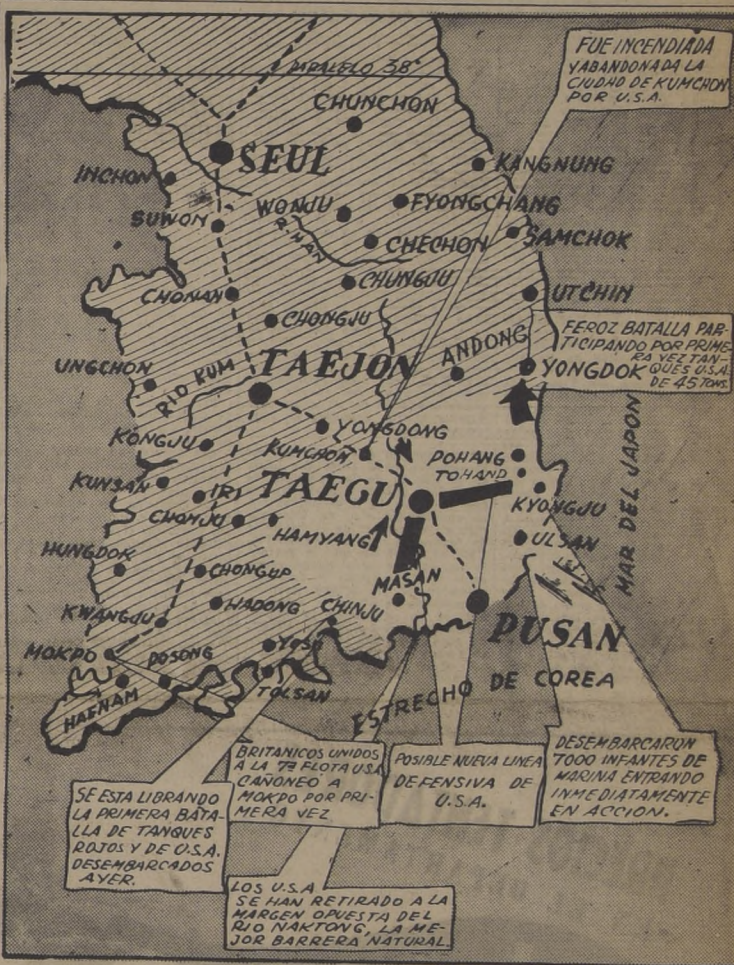 PARALELO 38°
FUE INCENDIADA
Y ABANDONADA LA
CIUDAD DE KUMCHON
POR U.S.A.
CHUNCHON
SEUL
KANGNUNG
INCHON
WONJU
FYONGCHANG
SUWON
R. HAN
CHECHON
SAMCHOK
CHUNGJU
CHONAN
UTCHIN
CHONGJU
FEROZ BATALLA PAR-
TICIPANDO POR PRIME-
RA VEZ TAN-
QUES U.S.A.
DE 45 TONS.
ANDONG
TAEJON
YONGDOK
UNGCHON
RIO KUM
YONGDONG
KONGJU
KUMCHON
POHANG
TOHAND
MAR DEL JAPON
KUNSAN
IRI
TAEGU
KYONGJU
CHONJU
HAMYANG
ULSAN
HUNGDOK
CHONGUP
MASAN
HADONG
CHINJU
KWANGJU
PUSAN
MOKPO
POSONG
TOLSAN
HAENAM
ESTRECHO DE COREA
BRITANICOS UNIDOS
A LA 7ª FLOTA USA
CAÑONEO A
MOKPO POR PRI-
MERA VEZ
POSIBLE NUEVA LINEA
DEFENSIVA DE
U.S.A.
DESEMBARCARON
7000 INFANTES DE
MARINA ENTRANDO
INMEDIATAMENTE
EN ACCION.
SE ESTA LIBRANDO
LA PRIMERA BATA-
LLA DE TANQUES
ROJOS Y DE U.S.A.
DESEMBARCADOS
AYER.
LOS U.S.A
SE HAN RETIRADO A LA
MARGEN OPUESTA DEL
RIO NAKTONG, LA ME-
JOR BARRERA NATURAL.